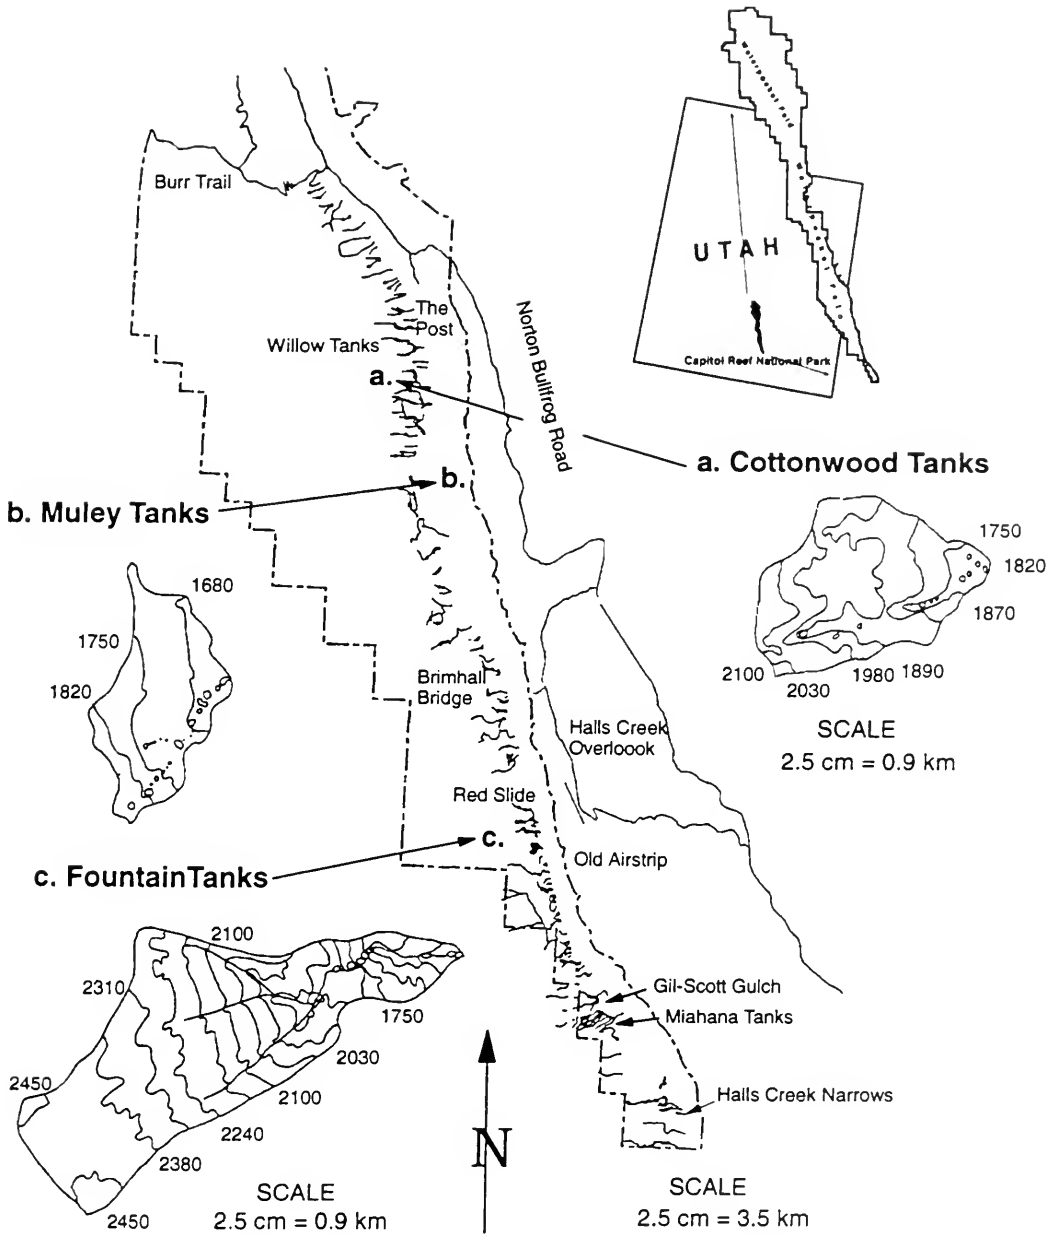 Burr Trail
UTAH
Capitol Reef National Park
The
Post
Willow Tanks
Norton Bullfrog Road
a.
a. Cottonwood Tanks
b.
b. Muley Tanks
1750
1820
1870
1890
1980
2030
2100
SCALE
2.5 cm = 0.9 km
1680
1750
1820
Brimhall
Bridge
Halls Creek
Overloook
Red Slide
c.
c. FountainTanks
Old Airstrip
2100
2310
1750
2030
2450
2100
2240
2380
2450
Gil-Scott Gulch
Miahana Tanks
Halls Creek Narrows
N
SCALE
2.5 cm = 0.9 km
SCALE
2.5 cm = 3.5 km